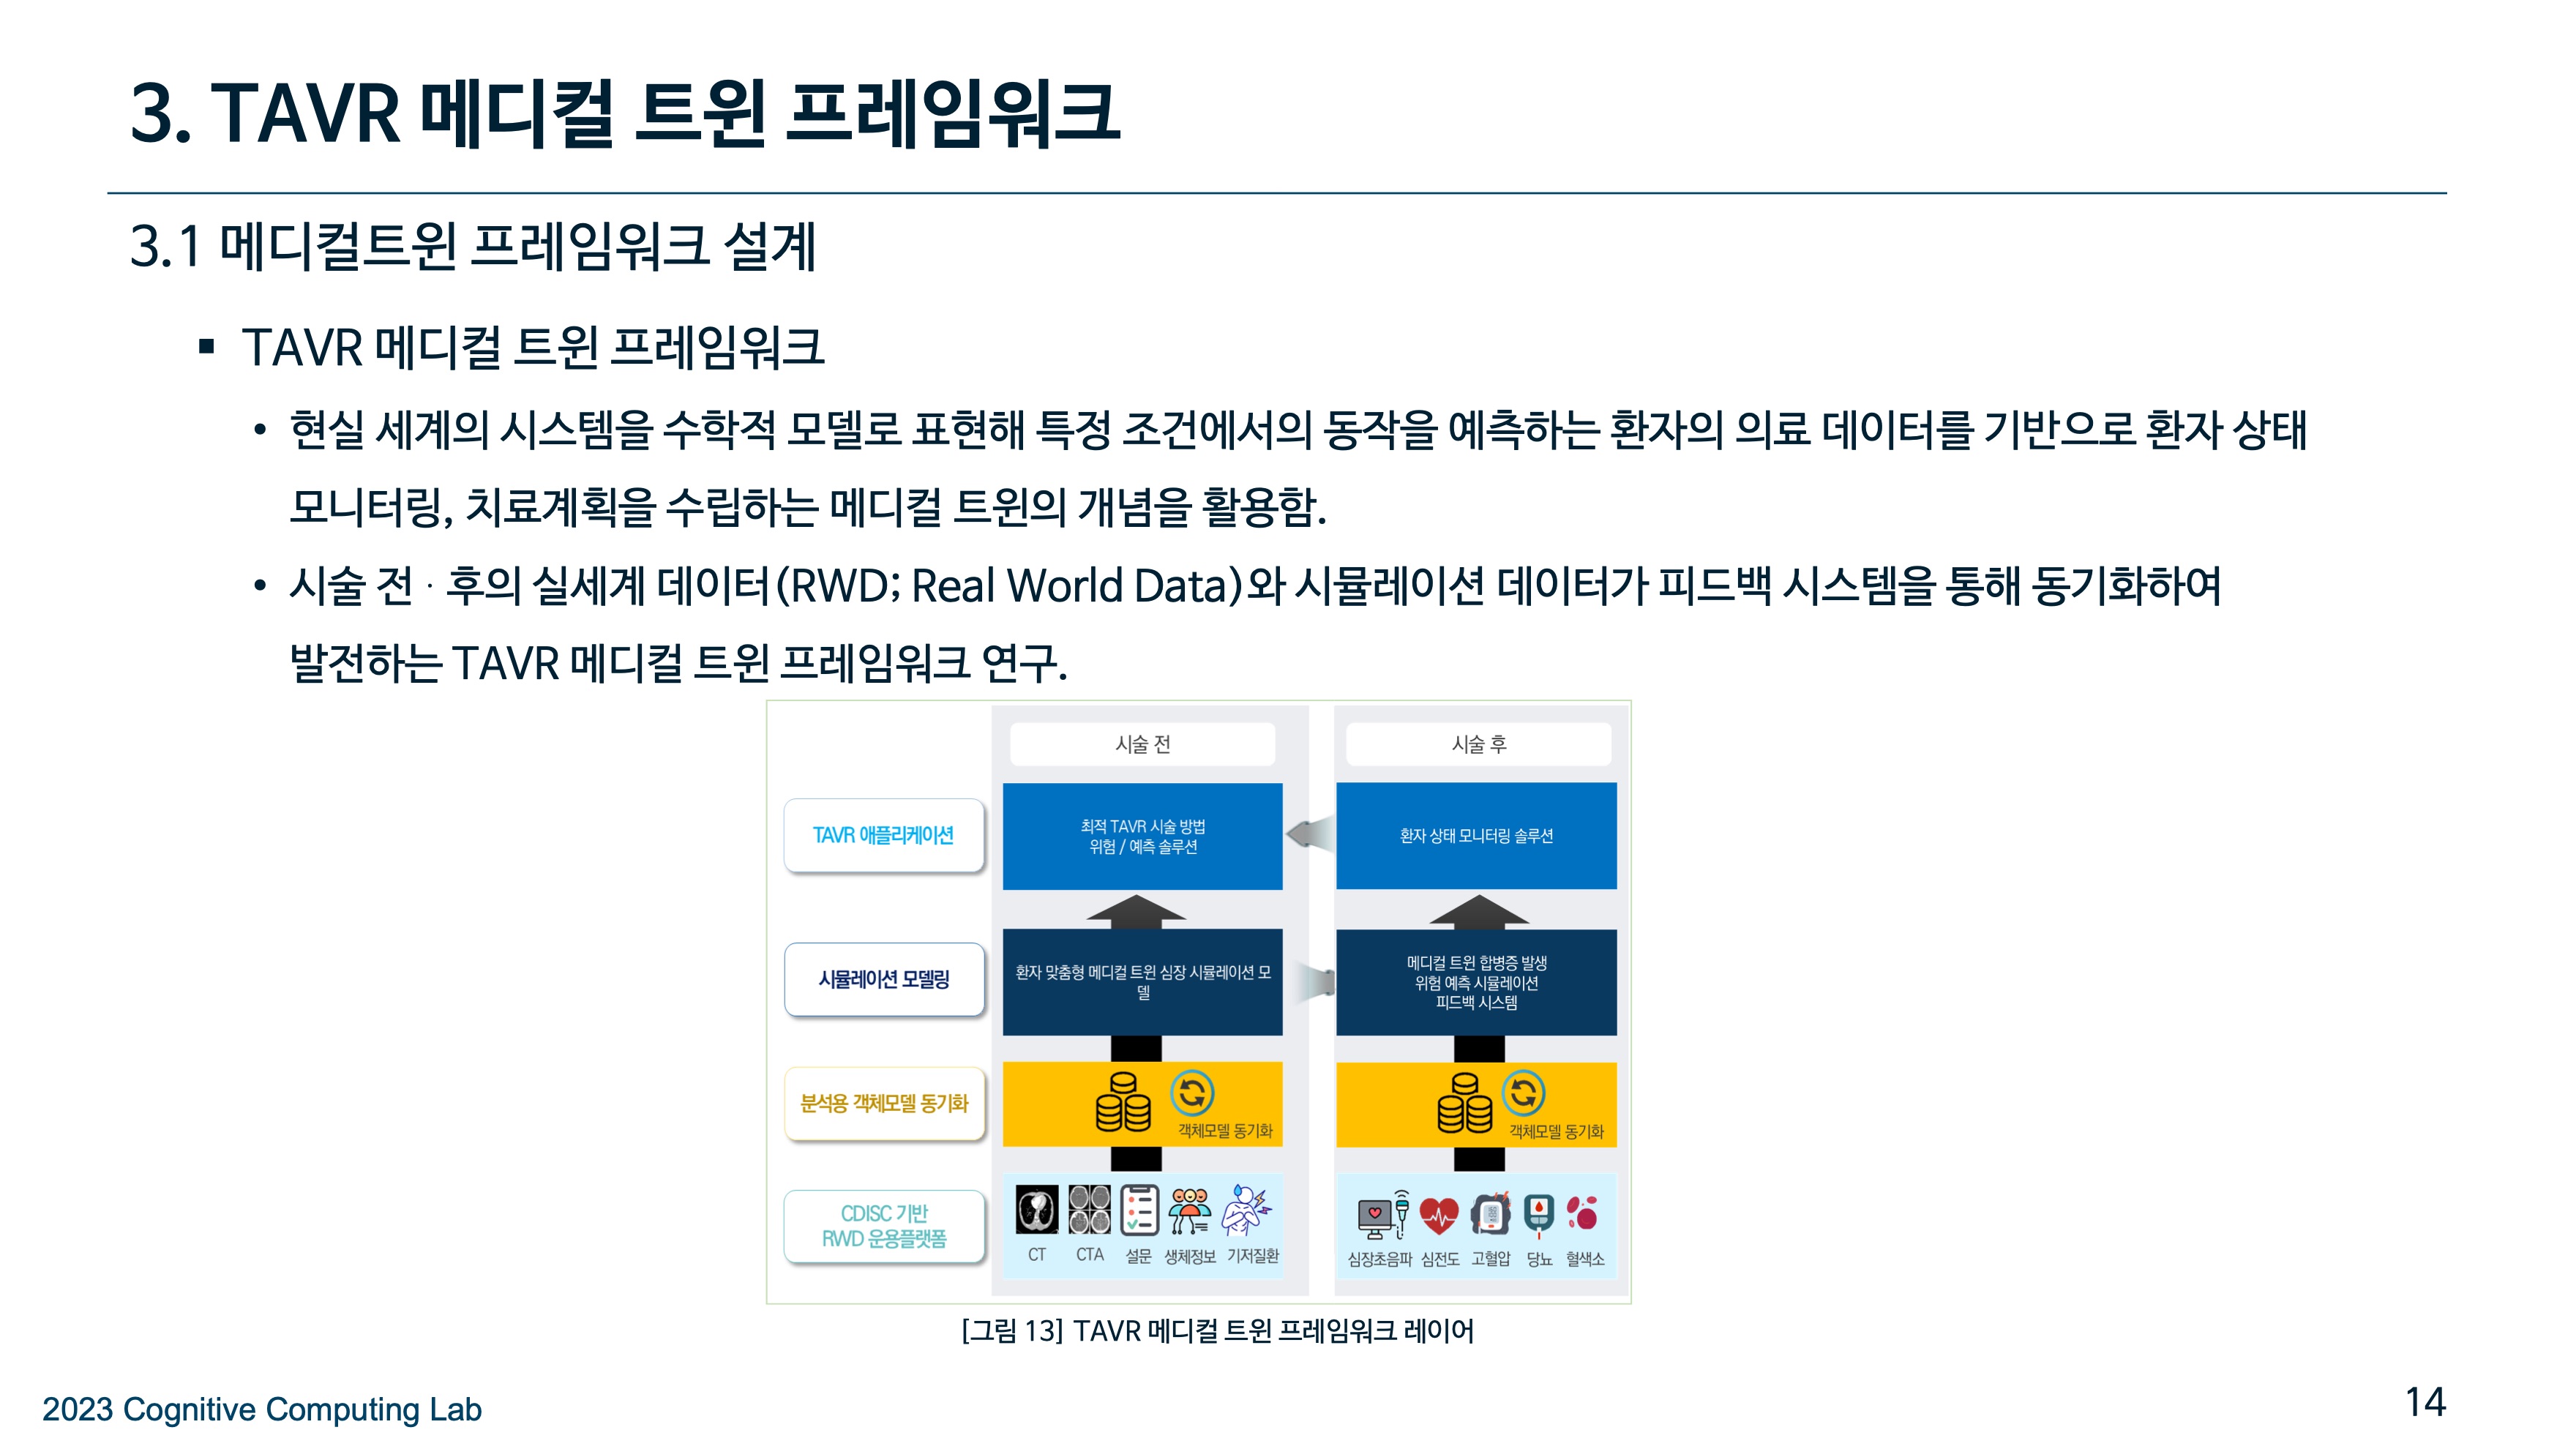 3. TAVR 메디컬 트윈 프레임워크
3.1 메디컬트윈 프레임워크 설계
▪ TAVR 메디컬 트윈 프레임워크
• 현실 세계의 시스템을 수학적 모델로 표현해 특정 조건에서의 동작을 예측하는 환자의 의료 데이터를 기반으로 환자 상태
모니터링, 치료계획을 수립하는 메디컬 트윈의 개념을 활용함.
• 시술 전 · 후의 실세계 데이터(RWD; Real World Data)와 시뮬레이션 데이터가 피드백 시스템을 통해 동기화하여
발전하는 TAVR 메디컬 트윈 프레임워크 연구.
시술 전
시술 후
TAVR 애플리케이션
최적 TAVR 시술 방법
위험 / 예측 솔루션
환자 상태 모니터링 솔루션
시뮬레이션 모델링
환자 맞춤형 메디컬 트윈 심장 시뮬레이션 모
델
메디컬 트윈 합병증 발생
위험 예측 시뮬레이션
피드백 시스템
분석용 객체모델 동기화
객체모델 동기화
객체모델 동기화
CDISC 기반
RWD 운용플랫폼
CT CTA 설문 생체정보 기저질환
심장초음파 심전도 고혈압 당뇨 혈색소
[그림 13] TAVR 메디컬 트윈 프레임워크 레이어
2023 Cognitive Computing Lab
14